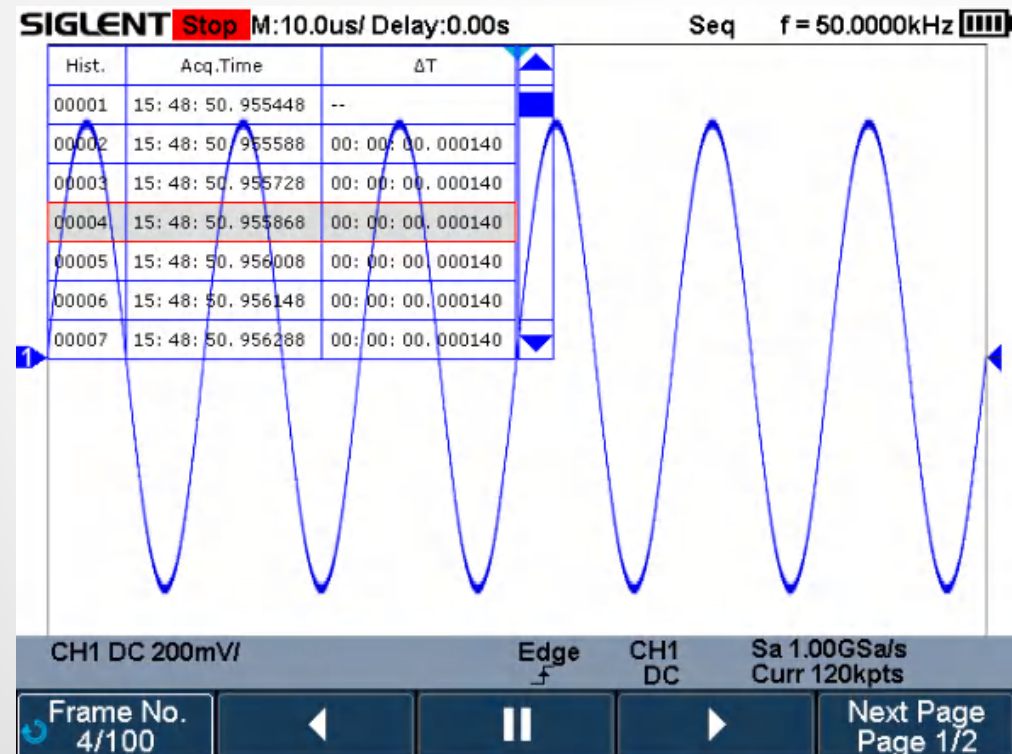 SIGLENT Stop M:10.0us/ Delay:0.00s Seq f = 50.0000kHz
Hist. Acq.Time ΔT
00001 15: 48: 50. 955448 --
00002 15: 48: 50. 955588 00: 00: 00. 000140
00003 15: 48: 50. 955728 00: 00: 00. 000140
00004 15: 48: 50. 955868 00: 00: 00. 000140
00005 15: 48: 50. 956008 00: 00: 00. 000140
00006 15: 48: 50. 956148 00: 00: 00. 000140
00007 15: 48: 50. 956288 00: 00: 00. 000140
1
CH1 DC 200mV/ Edge CH1 Sa 1.00GSa/s
DC Curr 120kpts
Frame No. Next Page
4/100 Page 1/2